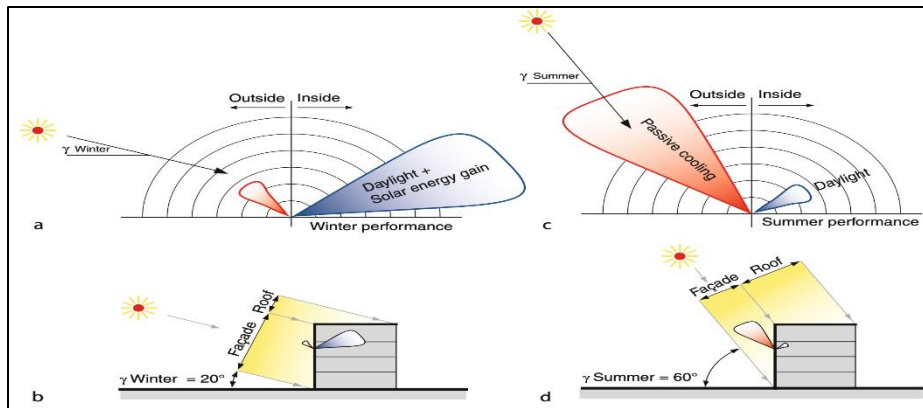 γ Winter
Outside
Inside
Daylight +
Solar energy gain
Winter performance
a
γ Summer
Outside
Inside
Passive cooling
Daylight
Summer performance
c
Roof
Façade
γ Winter = 20°
b
Façade
Roof
γ Summer = 60°
d